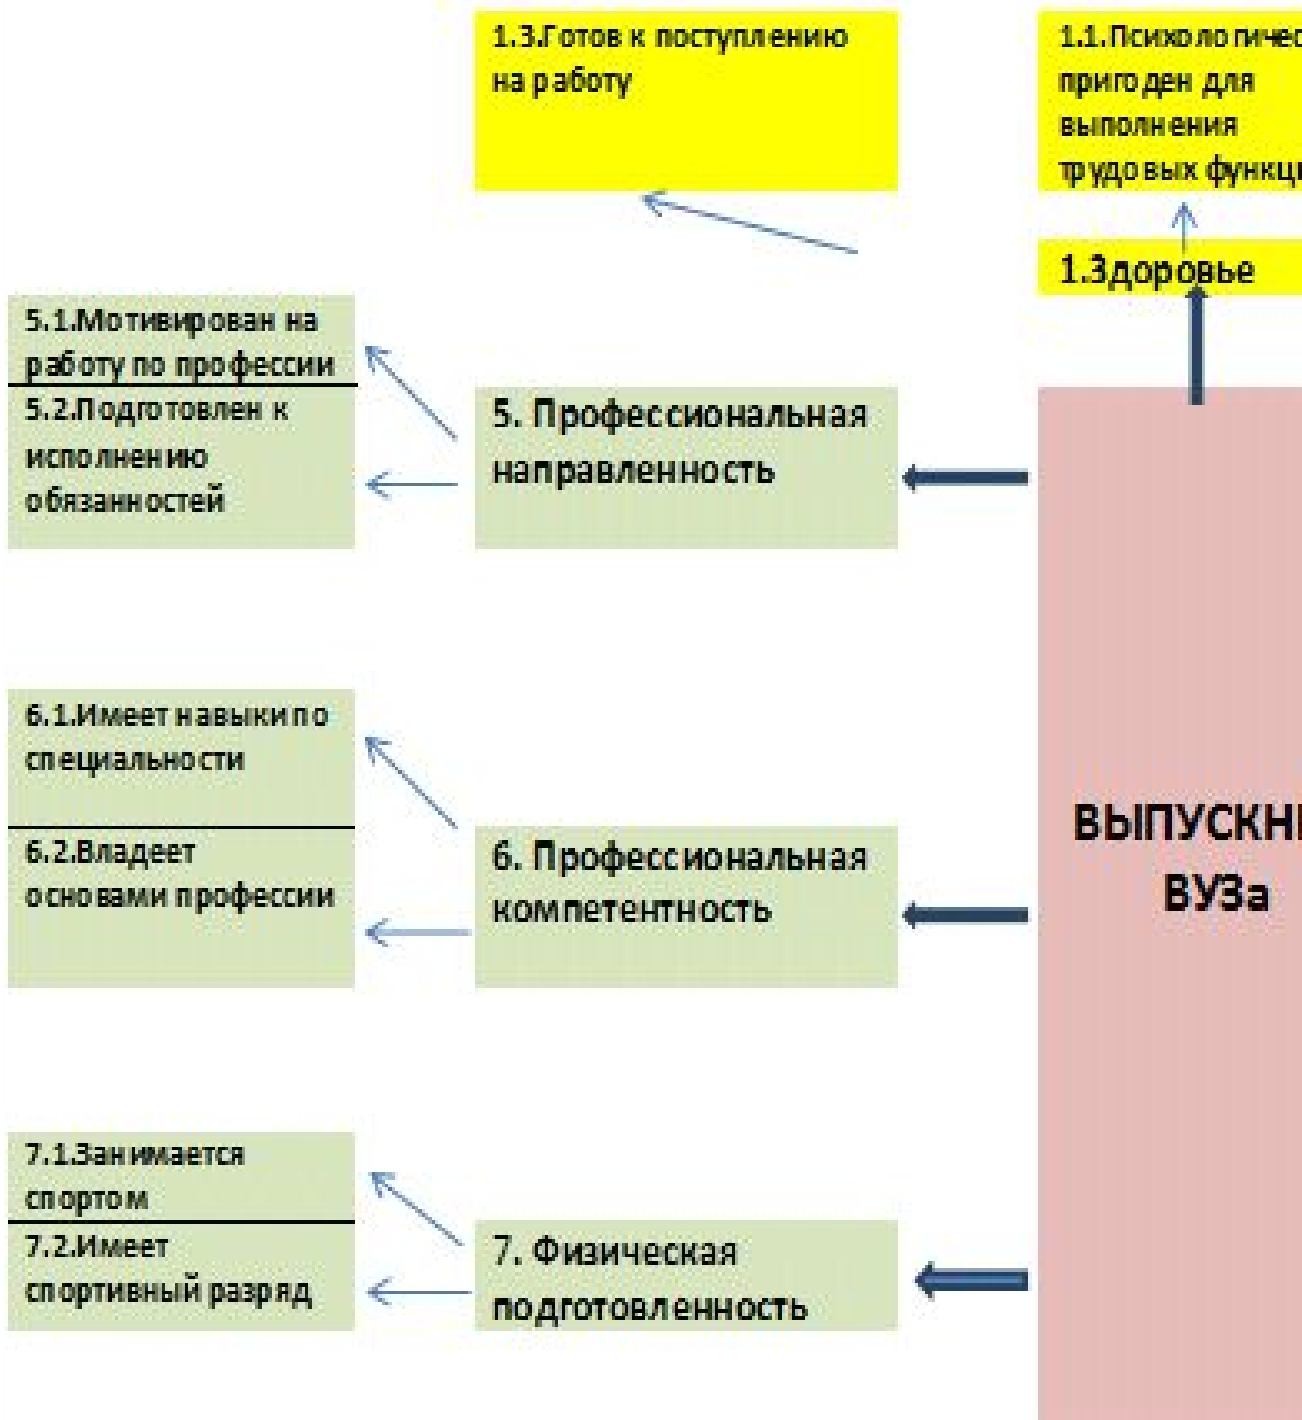 1.3.Готов к поступлению
на работу
1.1.Психологичес
пригоден для
выполнения
трудовых функци
1.Здоровье
5.1.Мотивирован на
работу по профессии
5.2.Подготовлен к
исполнению
обязанностей
5. Профессиональная
направленность
6.1.Имеет навыки по
специальности
6.2.Владеет
основами профессии
6. Профессиональная
компетентность
ВЫПУСКН
ВУЗа
7.1.Занимается
спортом
7.2.Имеет
спортивный разряд
7. Физическая
подготовленность